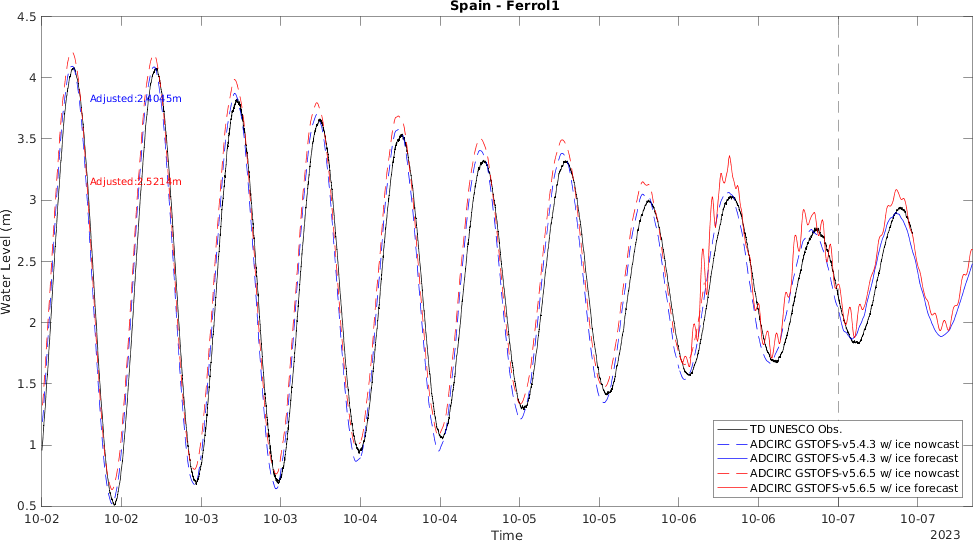 Spain - Ferrol1
4.5
4
3.5
3
2.5
2
1.5
1
0.5
Water Level (m)
Adjusted:2.4045m
Adjusted:2.5214m
TD UNESCO Obs.
ADCIRC GSTOFS-v5.4.3 w/ ice nowcast
ADCIRC GSTOFS-v5.4.3 w/ ice forecast
ADCIRC GSTOFS-v5.6.5 w/ ice nowcast
ADCIRC GSTOFS-v5.6.5 w/ ice forecast
10-02 10-02 10-03 10-03 10-04 10-04 10-05 10-05 10-06 10-06 10-07 10-07
Time
2023